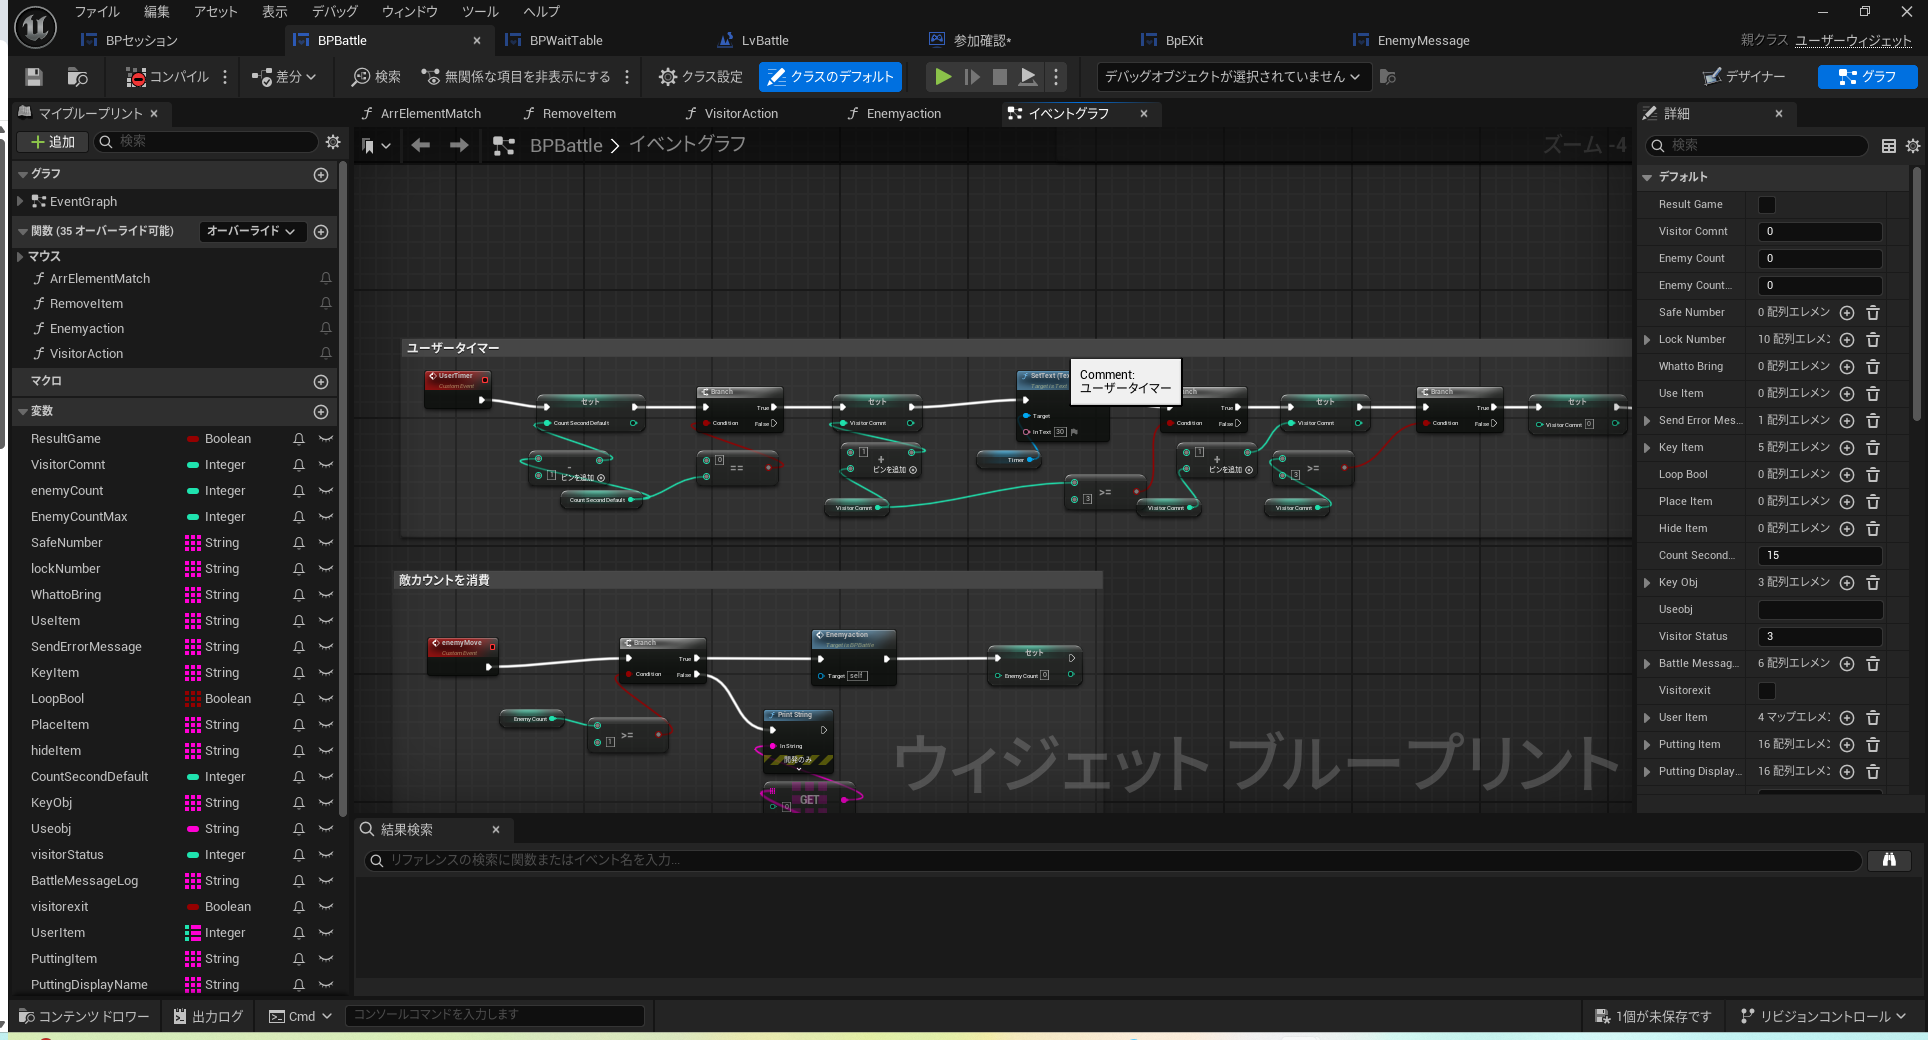 ファイル 編集 アセット 表示 デバッグ ウィンドウ ツール ヘルプ
BPセッション BPBattle BPWaitTable LvBattle 参加確認* BpEXit EnemyMessage 親クラス ユーザーウィジェット
コンパイル 差分 検索 無関係な項目を非表示にする クラス設定 クラスのデフォルト デバッグオブジェクトが選択されていません デザイナー グラフ
マイブループリント
追加 検索
グラフ
EventGraph
関数 (35 オーバーライド可能) オーバーライド
マウス
ArrElementMatch
RemoveItem
Enemyaction
VisitorAction
マクロ
変数
ResultGame Boolean
VisitorComnt Integer
enemyCount Integer
EnemyCountMax Integer
SafeNumber String
lockNumber String
WhattoBring String
UseItem String
SendErrorMessage String
KeyItem String
LoopBool Boolean
PlaceItem String
hideItem String
CountSecondDefault Integer
KeyObj String
Useobj String
visitorStatus Integer
BattleMessageLog String
visitorexit Boolean
UserItem Integer
PuttingItem String
PuttingDisplayName String
ArrElementMatch RemoveItem VisitorAction Enemyaction イベントグラフ
BPBattle イベントグラフ ズーム -4
ユーザータイマー
UserTimer
Custom Event
セット
Count Second Default
-
1 ピンを追加
Count Second Default
Branch
True
Condition False
0 ==
セット
Visitor Comnt
1 +
ピンを追加
Visitor Comnt
SetText (Te
Target is Text
Target
In Text 30
Timer
Comment:
ユーザータイマー
3 >=
nch
True
Condition False
Visitor Comnt
セット
Visitor Comnt
1 +
ピンを追加
3 >=
Visitor Comnt
Branch
True
Condition False
セット
Visitor Comnt 0
敵カウントを消費
enemyMove
Custom Event
Enemy Count
1 >=
Branch
True
Condition False
Enemyaction
Target is BPBattle
Target self
セット
Enemy Count 0
Print String
In String
開発のみ
GET
0
ウィジェット ブループリント
結果検索
リファレンスの検索に関数またはイベント名を入力...
詳細
検索
デフォルト
Result Game
Visitor Comnt 0
Enemy Count 0
Enemy Count... 0
Safe Number 0 配列エレメン
Lock Number 10 配列エレメン
Whatto Bring 0 配列エレメン
Use Item 0 配列エレメン
Send Error Mes... 1 配列エレメン
Key Item 5 配列エレメン
Loop Bool 0 配列エレメン
Place Item 0 配列エレメン
Hide Item 0 配列エレメン
Count Second... 15
Key Obj 3 配列エレメン
Useobj
Visitor Status 3
Battle Messag... 6 配列エレメン
Visitorexit
User Item 4 マップエレメン
Putting Item 16 配列エレメン
Putting Display... 16 配列エレメン
コンテンツ ドロワー 出力ログ Cmd コンソールコマンドを入力します 1個が未保存です リビジョンコントロール